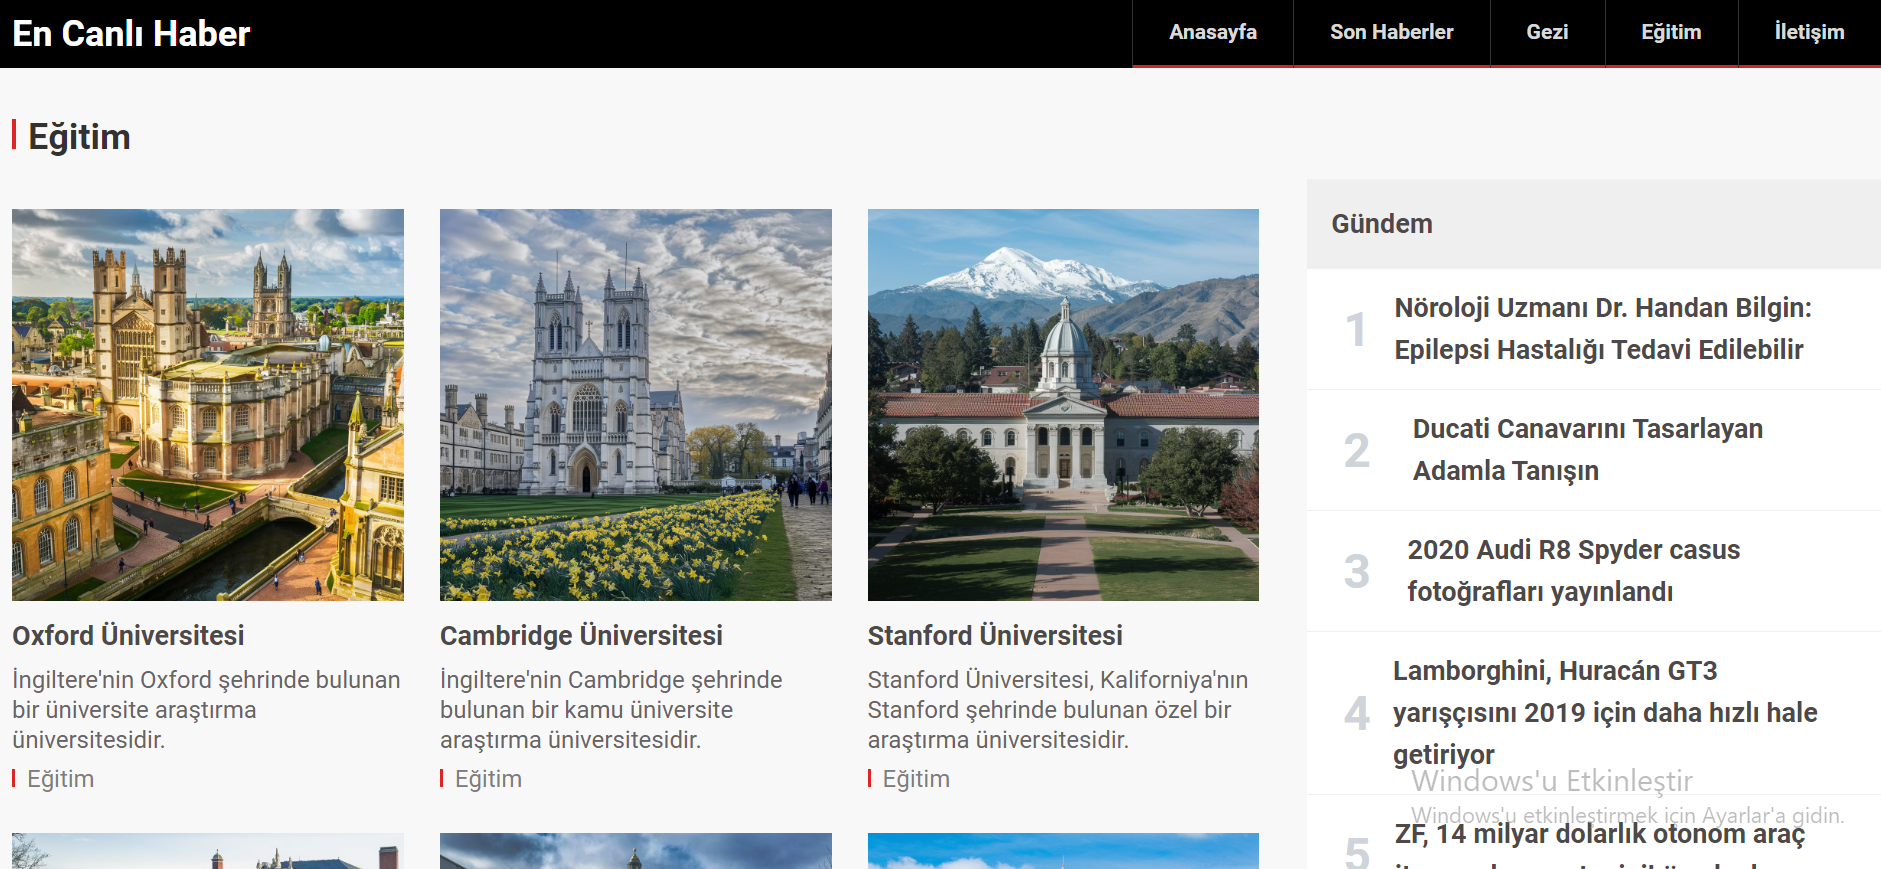 En Canlı Haber
Anasayfa
Son Haberler
Gezi
Eğitim
İletişim
Eğitim
Oxford Üniversitesi
İngiltere'nin Oxford şehrinde bulunan
bir üniversite araştırma
üniversitesidir.
Eğitim
Cambridge Üniversitesi
İngiltere'nin Cambridge şehrinde
bulunan bir kamu üniversite
araştırma üniversitesidir.
Eğitim
Stanford Üniversitesi
Stanford Üniversitesi, Kaliforniya'nın
Stanford şehrinde bulunan özel bir
araştırma üniversitesidir.
Eğitim
Gündem
1
Nöroloji Uzmanı Dr. Handan Bilgin:
Epilepsi Hastalığı Tedavi Edilebilir
2
Ducati Canavarını Tasarlayan
Adamla Tanışın
3
2020 Audi R8 Spyder casus
fotoğrafları yayınlandı
4
Lamborghini, Huracán GT3
yarışçısını 2019 için daha hızlı hale
getiriyor
5
ZF, 14 milyar dolarlık otonom araç
Windows'u Etkinleştir
Windows'u etkinleştirmek için Ayarlar'a gidin.